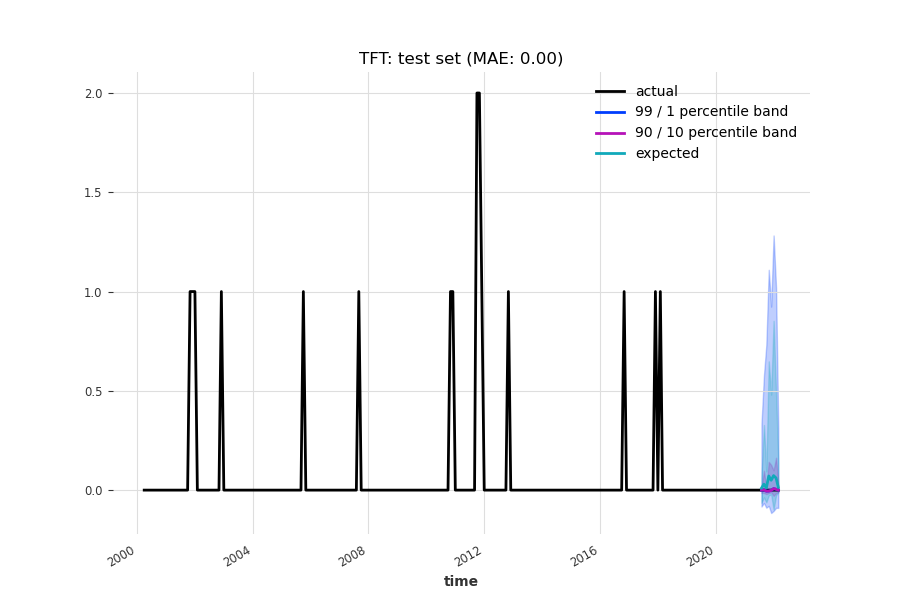 TFT: test set (MAE: 0.00)
actual
99 / 1 percentile band
90 / 10 percentile band
expected
2.0
1.5
1.0
0.5
0.0
2000
2004
2008
2012
2016
2020
time